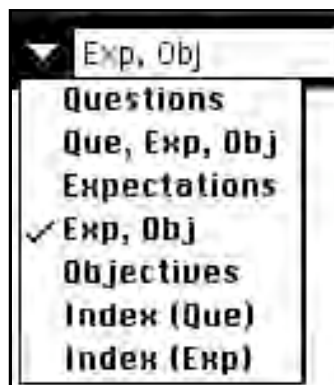 Exp, Obj
Questions
Que, Exp, Obj
Expectations
Exp, Obj
Objectives
Index (Que)
Index (Exp)